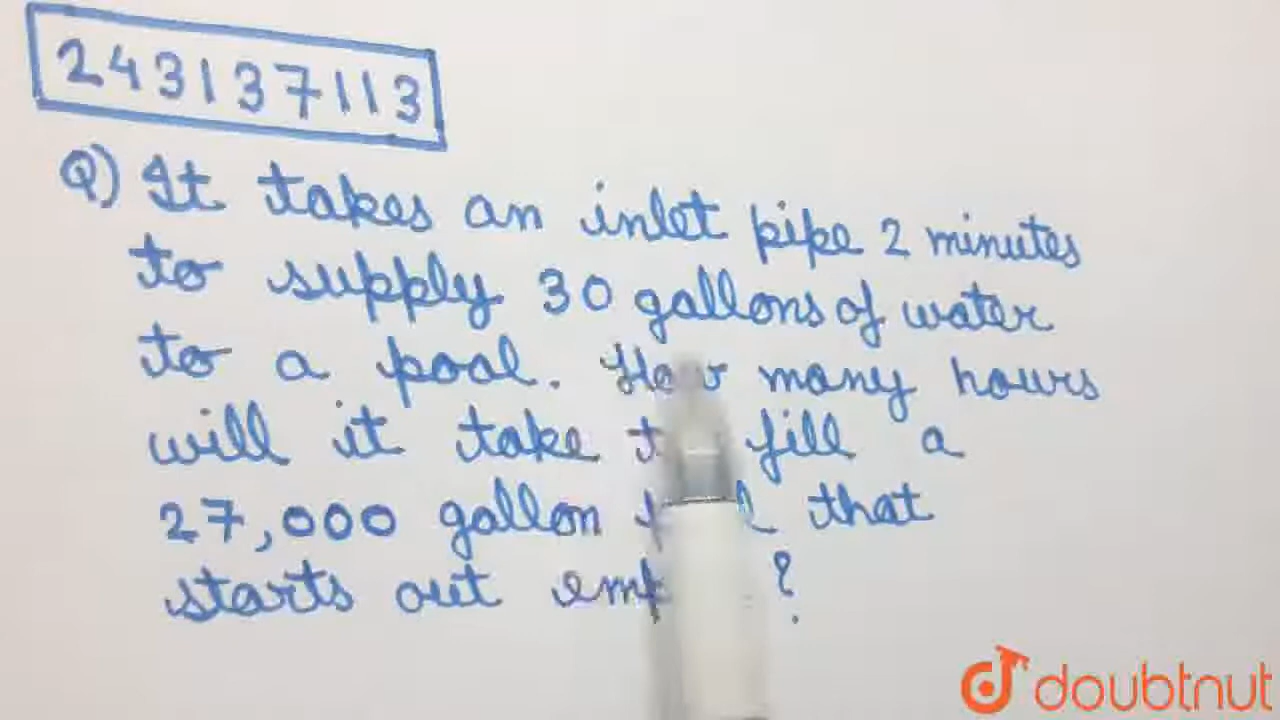 243137113
Q) It takes an inlet pipe 2 minutes
to supply 30 gallons of water
to a pool. How many hours
will it take fill a
27,000 gallon that
starts out ?
doubtnut